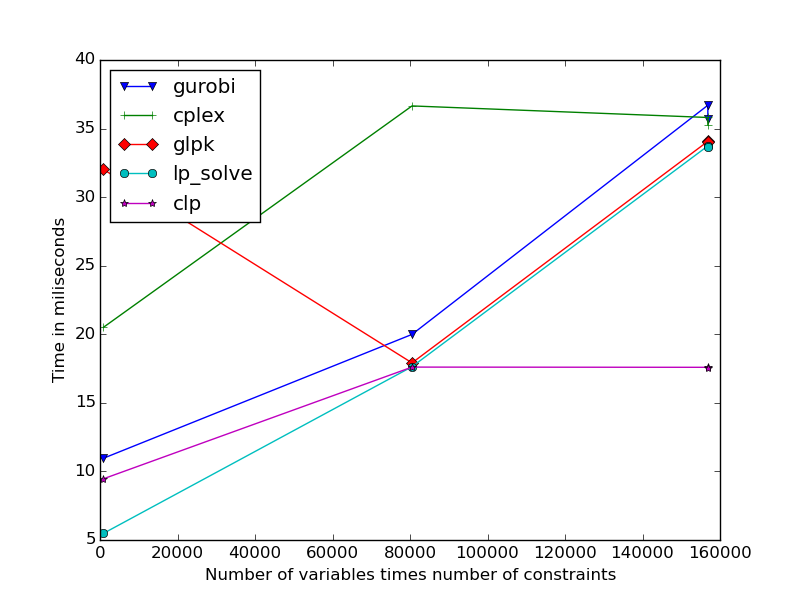 40
35
30
25
20
15
10
5
Time in miliseconds
gurobi
cplex
glpk
lp_solve
clp
0 20000 40000 60000 80000 100000 120000 140000 160000
Number of variables times number of constraints